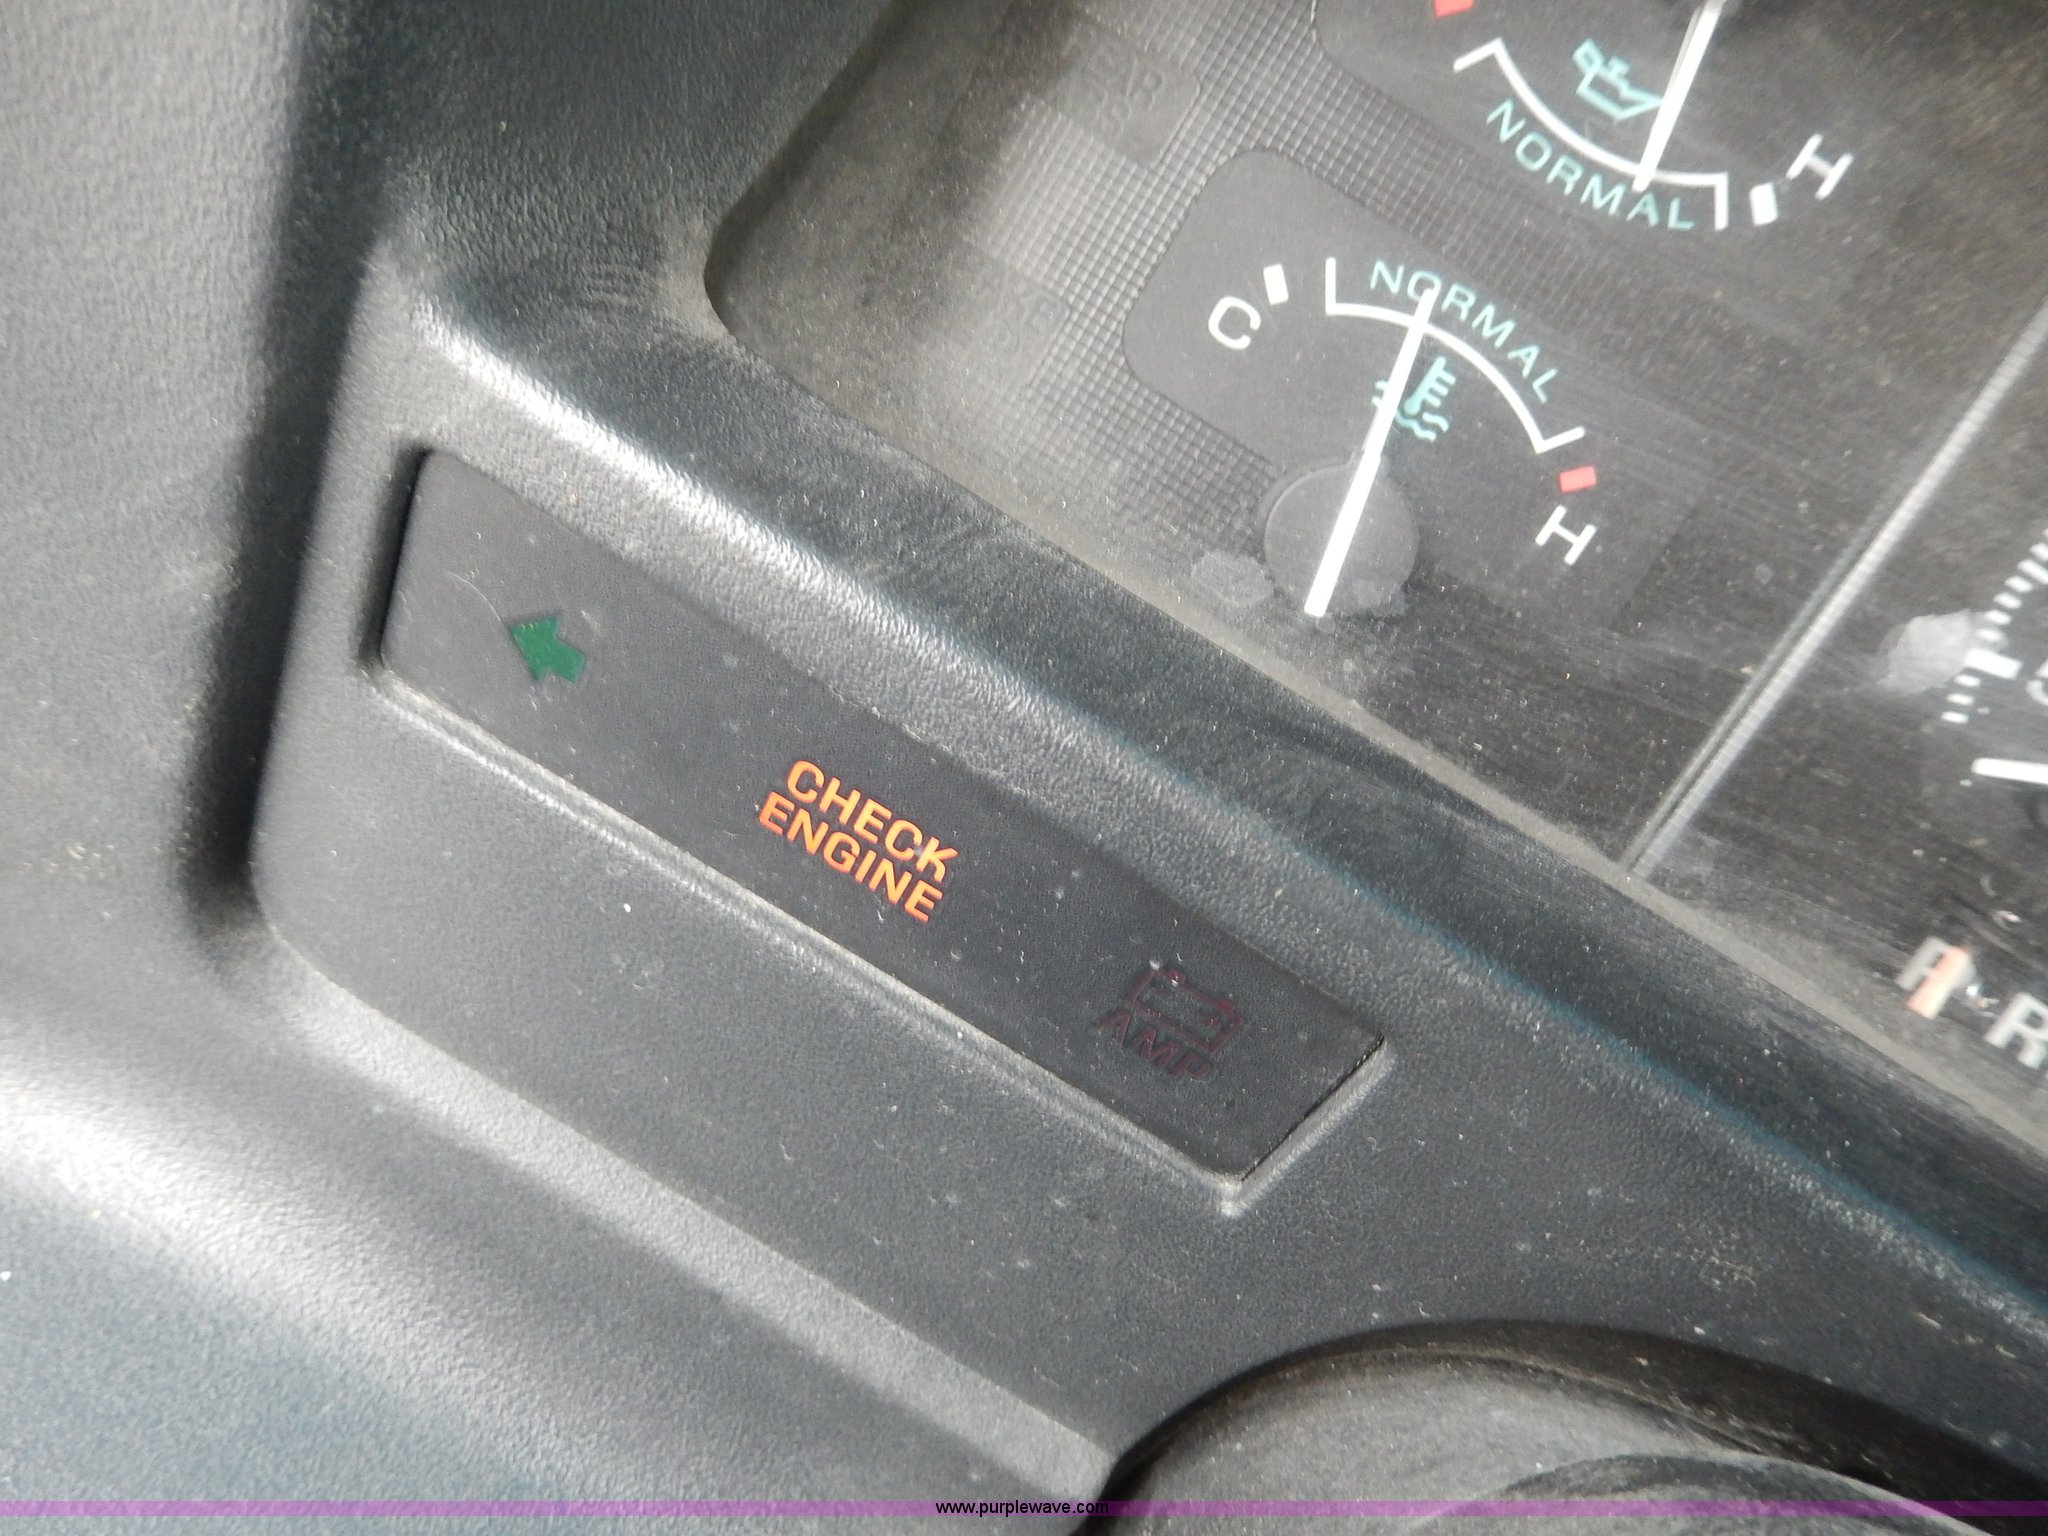 NORMAL
H
C
NORMAL
H
CHECK
ENGINE
AMP
R
www.purplewave.com